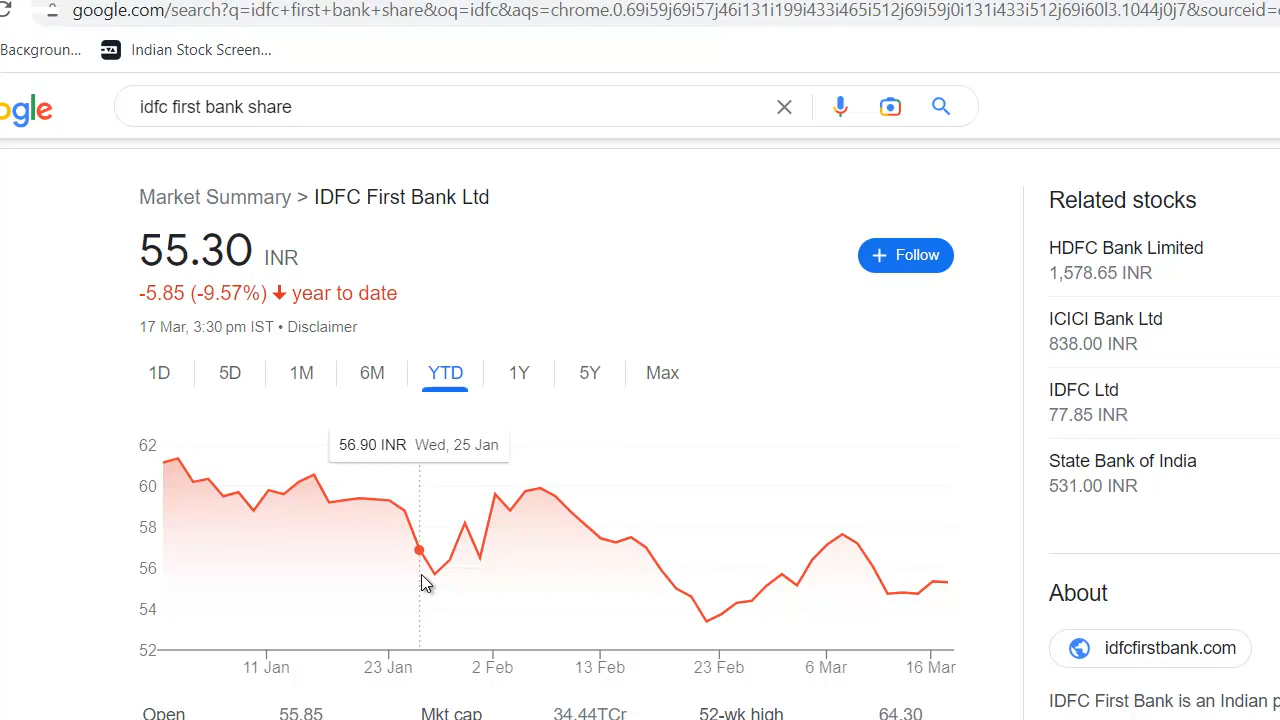 google.com/search?q=idfc+first+bank+share&oq=idfc&aqs=chrome.0.69i59j69i57j46i131i199i433i465i512j69i59j0i131i433i512j69i60l3.1044j0j7&sourceid=
Backgroun... Indian Stock Screen...
ogle idfc first bank share
Market Summary > IDFC First Bank Ltd
55.30 INR
+ Follow
-5.85 (-9.57%) year to date
17 Mar, 3:30 pm IST • Disclaimer
1D 5D 1M 6M YTD 1Y 5Y Max
56.90 INR Wed, 25 Jan
62
60
58
56
54
52
11 Jan 23 Jan 2 Feb 13 Feb 23 Feb 6 Mar 16 Mar
Open 55.85 Mkt cap 34.44TCr 52-wk high 64.30
Related stocks
HDFC Bank Limited
1,578.65 INR
ICICI Bank Ltd
838.00 INR
IDFC Ltd
77.85 INR
State Bank of India
531.00 INR
About
idfcfirstbank.com
IDFC First Bank is an Indian p